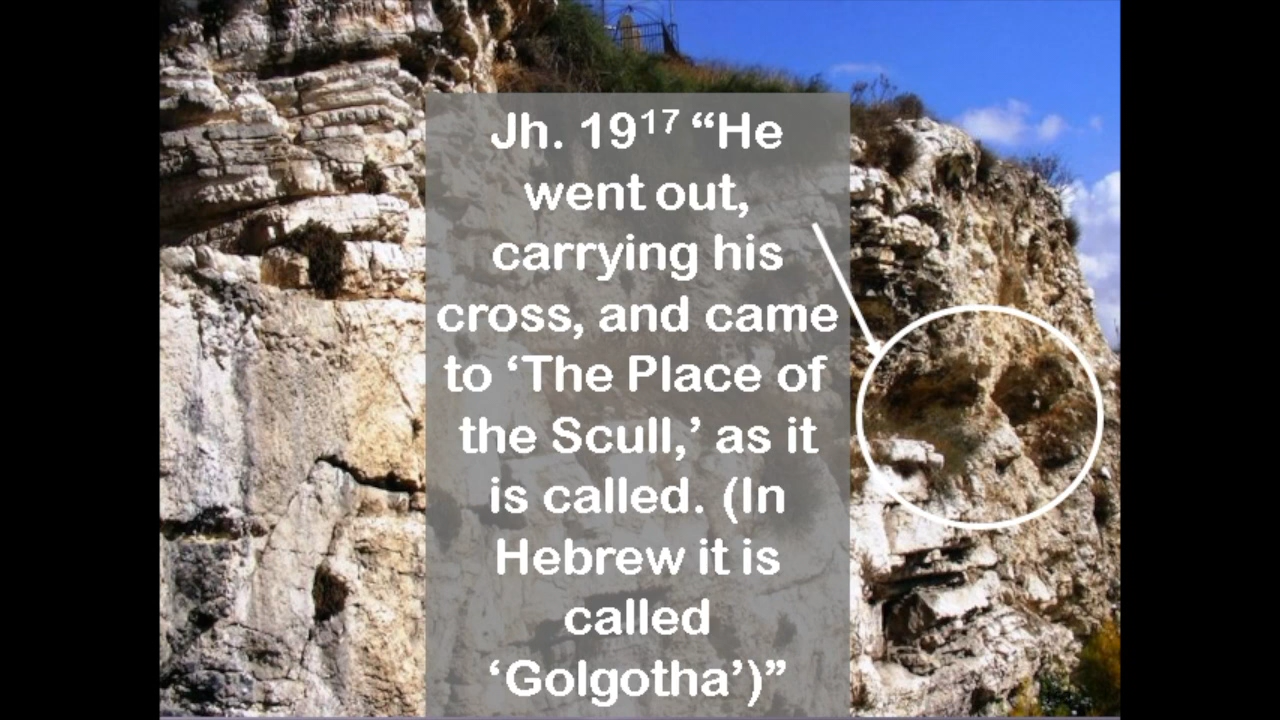 Jh. 19¹⁷ “He
went out,
carrying his
cross, and came
to ‘The Place of
the Scull,’ as it
is called. (In
Hebrew it is
called
‘Golgotha’)”